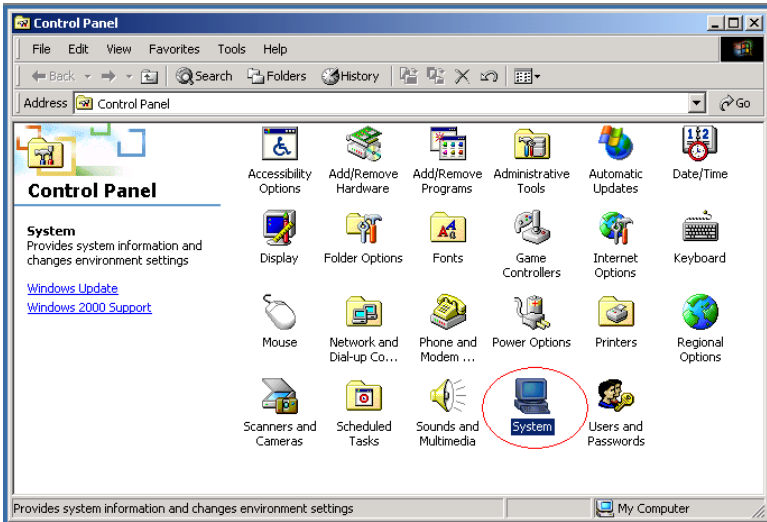 Control Panel
File Edit View Favorites Tools Help
Back Search Folders History
Address Control Panel Go
Control Panel
System
Provides system information and
changes environment settings
Windows Update
Windows 2000 Support
Accessibility
Options
Add/Remove
Hardware
Add/Remove
Programs
Administrative
Tools
Automatic
Updates
Date/Time
Display
Folder Options
Fonts
Game
Controllers
Internet
Options
Keyboard
Mouse
Network and
Dial-up Co...
Phone and
Modem ...
Power Options
Printers
Regional
Options
Scanners and
Cameras
Scheduled
Tasks
Sounds and
Multimedia
System
Users and
Passwords
Provides system information and changes environment settings
My Computer